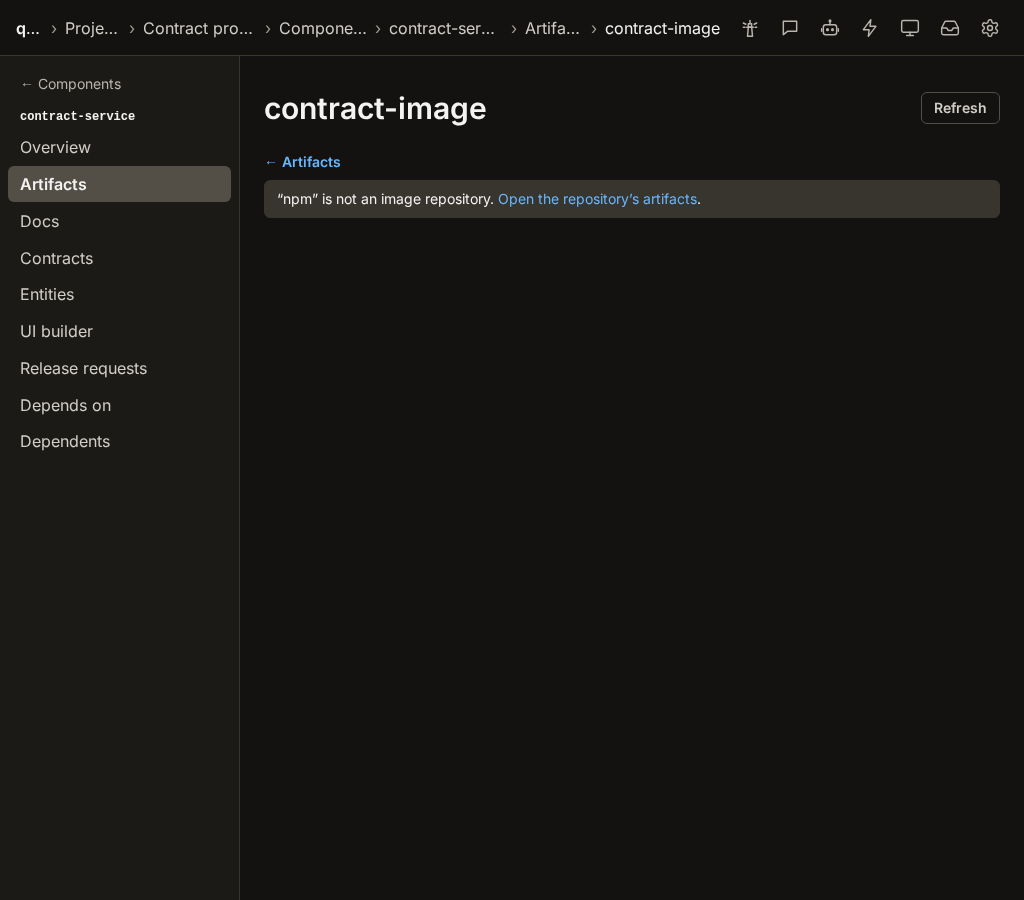 q... › Proje... › Contract pro... › Compone... › contract-ser... › Artifa... › contract-image
← Components
contract-service
Overview
Artifacts
Docs
Contracts
Entities
UI builder
Release requests
Depends on
Dependents
contract-image
Refresh
← Artifacts
“npm” is not an image repository. Open the repository’s artifacts.